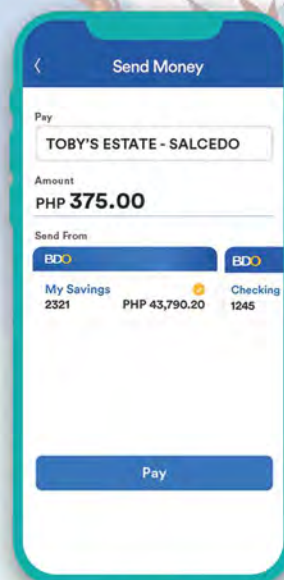 Send Money
Pay
TOBY'S ESTATE - SALCEDO
Amount
PHP 375.00
Send From
BDO
BDO
My Savings
Checking
2321 PHP 43,790.20
1245
Pay